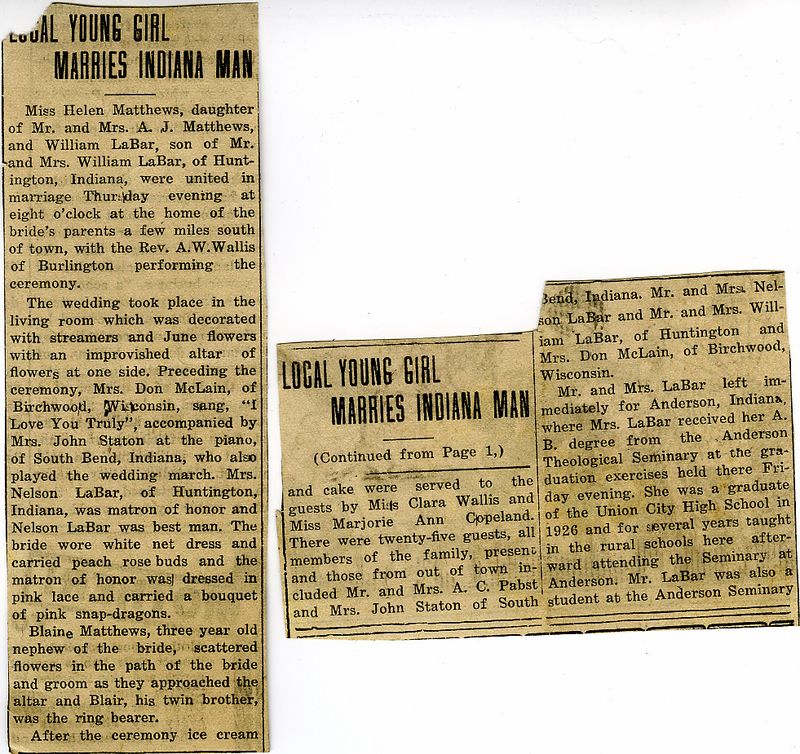 LOCAL YOUNG GIRL
MARRIES INDIANA MAN
Miss Helen Matthews, daughter
of Mr. and Mrs. A. J. Matthews,
and William LaBar, son of Mr.
and Mrs. William LaBar, of Hunt-
ington, Indiana, were united in
marriage Thursday evening at
eight o'clock at the home of the
bride's parents a few miles south
of town, with the Rev. A.W.Wallis
of Burlington performing the
ceremony.
The wedding took place in the
living room which was decorated
with streamers and June flowers
with an improvished altar of
flowers at one side. Preceding the
ceremony, Mrs. Don McLain, of
Birchwood, Wisconsin, sang, "I
Love You Truly", accompanied by
Mrs. John Staton at the piano,
of South Bend, Indiana, who also
played the wedding march. Mrs.
Nelson LaBar, of Huntington,
Indiana, was matron of honor and
Nelson LaBar was best man. The
bride wore white net dress and
carried peach rose buds and the
matron of honor was dressed in
pink lace and carried a bouquet
of pink snap-dragons.
Blaine Matthews, three year old
nephew of the bride, scattered
flowers in the path of the bride
and groom as they approached the
altar and Blair, his twin brother,
was the ring bearer.
After the ceremony ice cream
LOCAL YOUNG GIRL
MARRIES INDIANA MAN
(Continued from Page 1,)
and cake were served to the
guests by Miss Clara Wallis and
Miss Marjorie Ann Copeland.
There were twenty-five guests, all
members of the family, present
and those from out of town in-
cluded Mr. and Mrs. A. C. Pabst
and Mrs. John Staton of South
Bend, Indiana. Mr. and Mrs. Nel-
son LaBar and Mr. and Mrs. Will-
iam LaBar, of Huntington and
Mrs. Don McLain, of Birchwood,
Wisconsin.
Mr. and Mrs. LaBar left im-
mediately for Anderson, Indiana,
where Mrs. LaBar received her A.
B. degree from the Anderson
Theological Seminary at the gra-
duation exercises held there Fri-
day evening. She was a graduate
of the Union City High School in
1926 and for several years taught
in the rural schools here after-
ward attending the Seminary at
Anderson. Mr. LaBar was also a
student at the Anderson Seminary